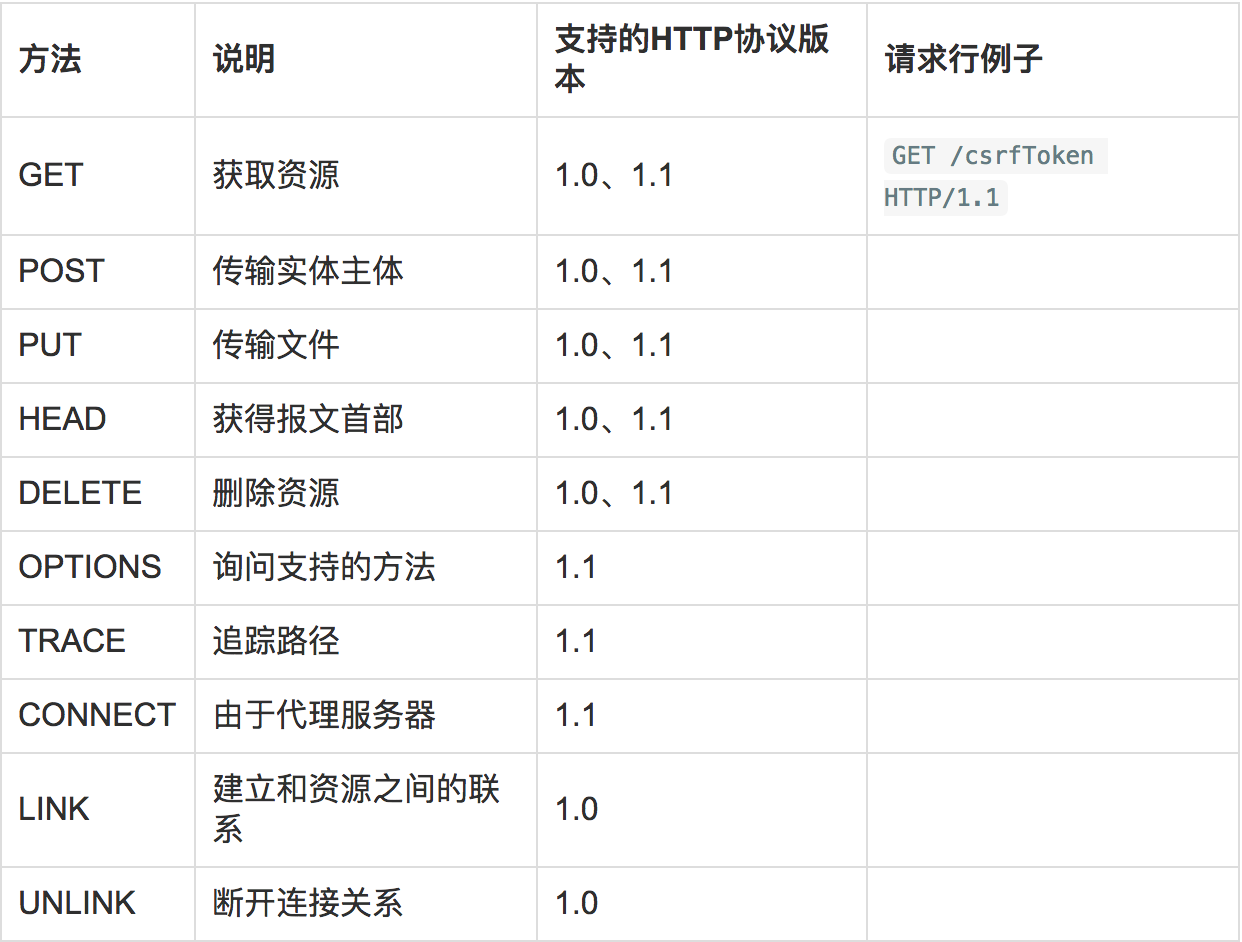 方法 说明 支持的HTTP协议版本 请求行例子
GET 获取资源 1.0、1.1 GET /csrfToken HTTP/1.1
POST 传输实体主体 1.0、1.1
PUT 传输文件 1.0、1.1
HEAD 获得报文首部 1.0、1.1
DELETE 删除资源 1.0、1.1
OPTIONS 询问支持的方法 1.1
TRACE 追踪路径 1.1
CONNECT 由于代理服务器 1.1
LINK 建立和资源之间的联系 1.0
UNLINK 断开连接关系 1.0